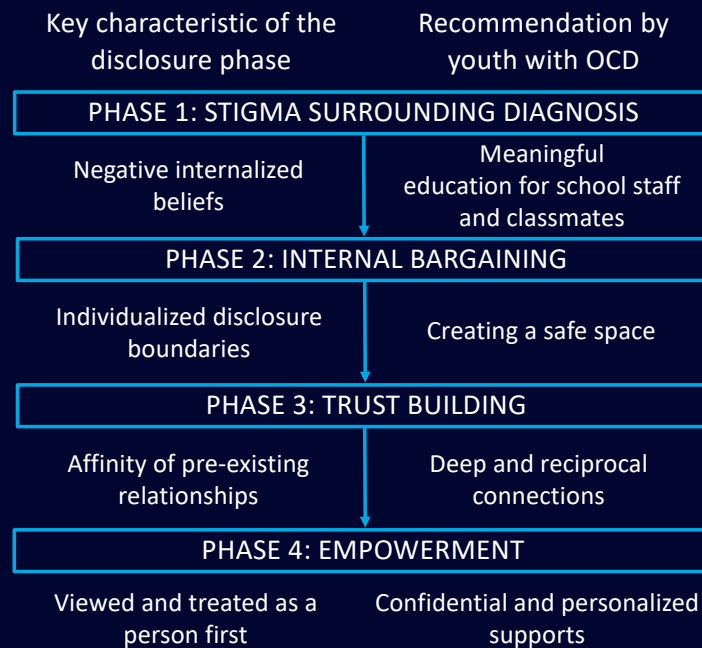 Key characteristic of the
disclosure phase
Recommendation by
youth with OCD
PHASE 1: STIGMA SURROUNDING DIAGNOSIS
Negative internalized
beliefs
Meaningful
education for school staff
and classmates
PHASE 2: INTERNAL BARGAINING
Individualized disclosure
boundaries
Creating a safe space
PHASE 3: TRUST BUILDING
Affinity of pre-existing
relationships
Deep and reciprocal
connections
PHASE 4: EMPOWERMENT
Viewed and treated as a
person first
Confidential and personalized
supports